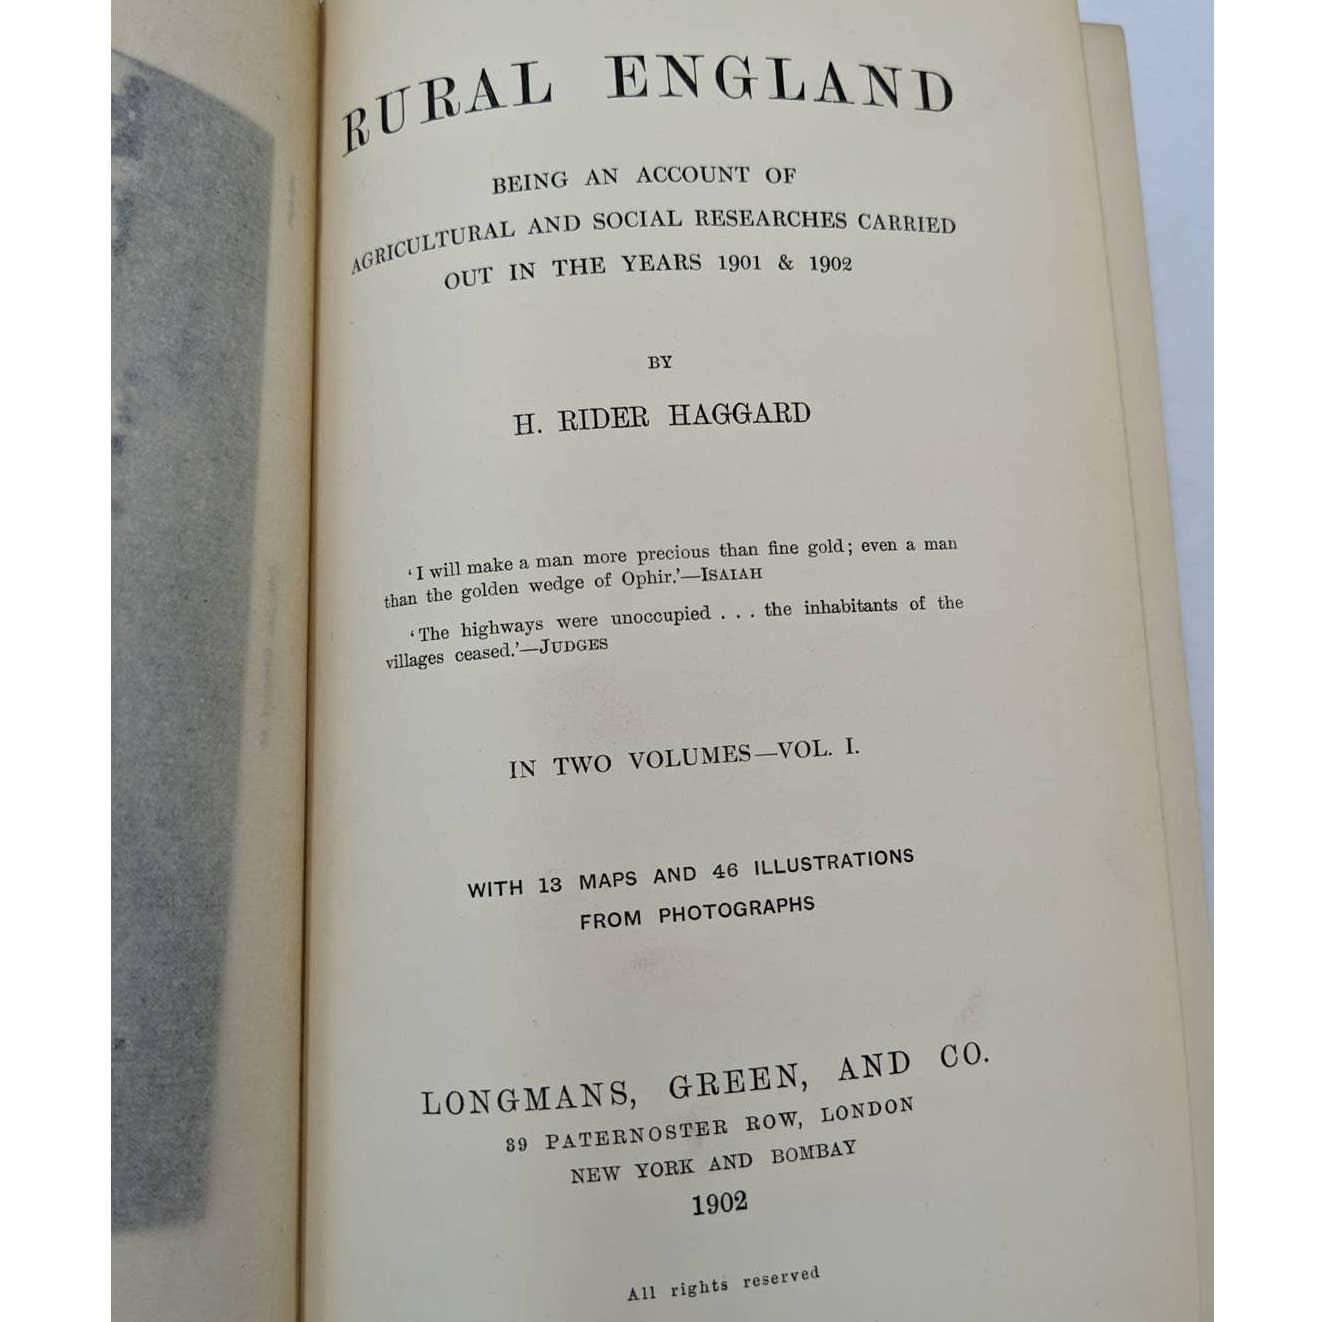 RURAL ENGLAND
BEING AN ACCOUNT OF
AGRICULTURAL AND SOCIAL RESEARCHES CARRIED
OUT IN THE YEARS 1901 & 1902
BY
H. RIDER HAGGARD
‘I will make a man more precious than fine gold; even a man
than the golden wedge of Ophir.’—ISAIAH
‘The highways were unoccupied . . . the inhabitants of the
villages ceased.’—JUDGES
IN TWO VOLUMES—VOL. I.
WITH 13 MAPS AND 46 ILLUSTRATIONS
FROM PHOTOGRAPHS
LONGMANS, GREEN, AND CO.
39 PATERNOSTER ROW, LONDON
NEW YORK AND BOMBAY
1902
All rights reserved